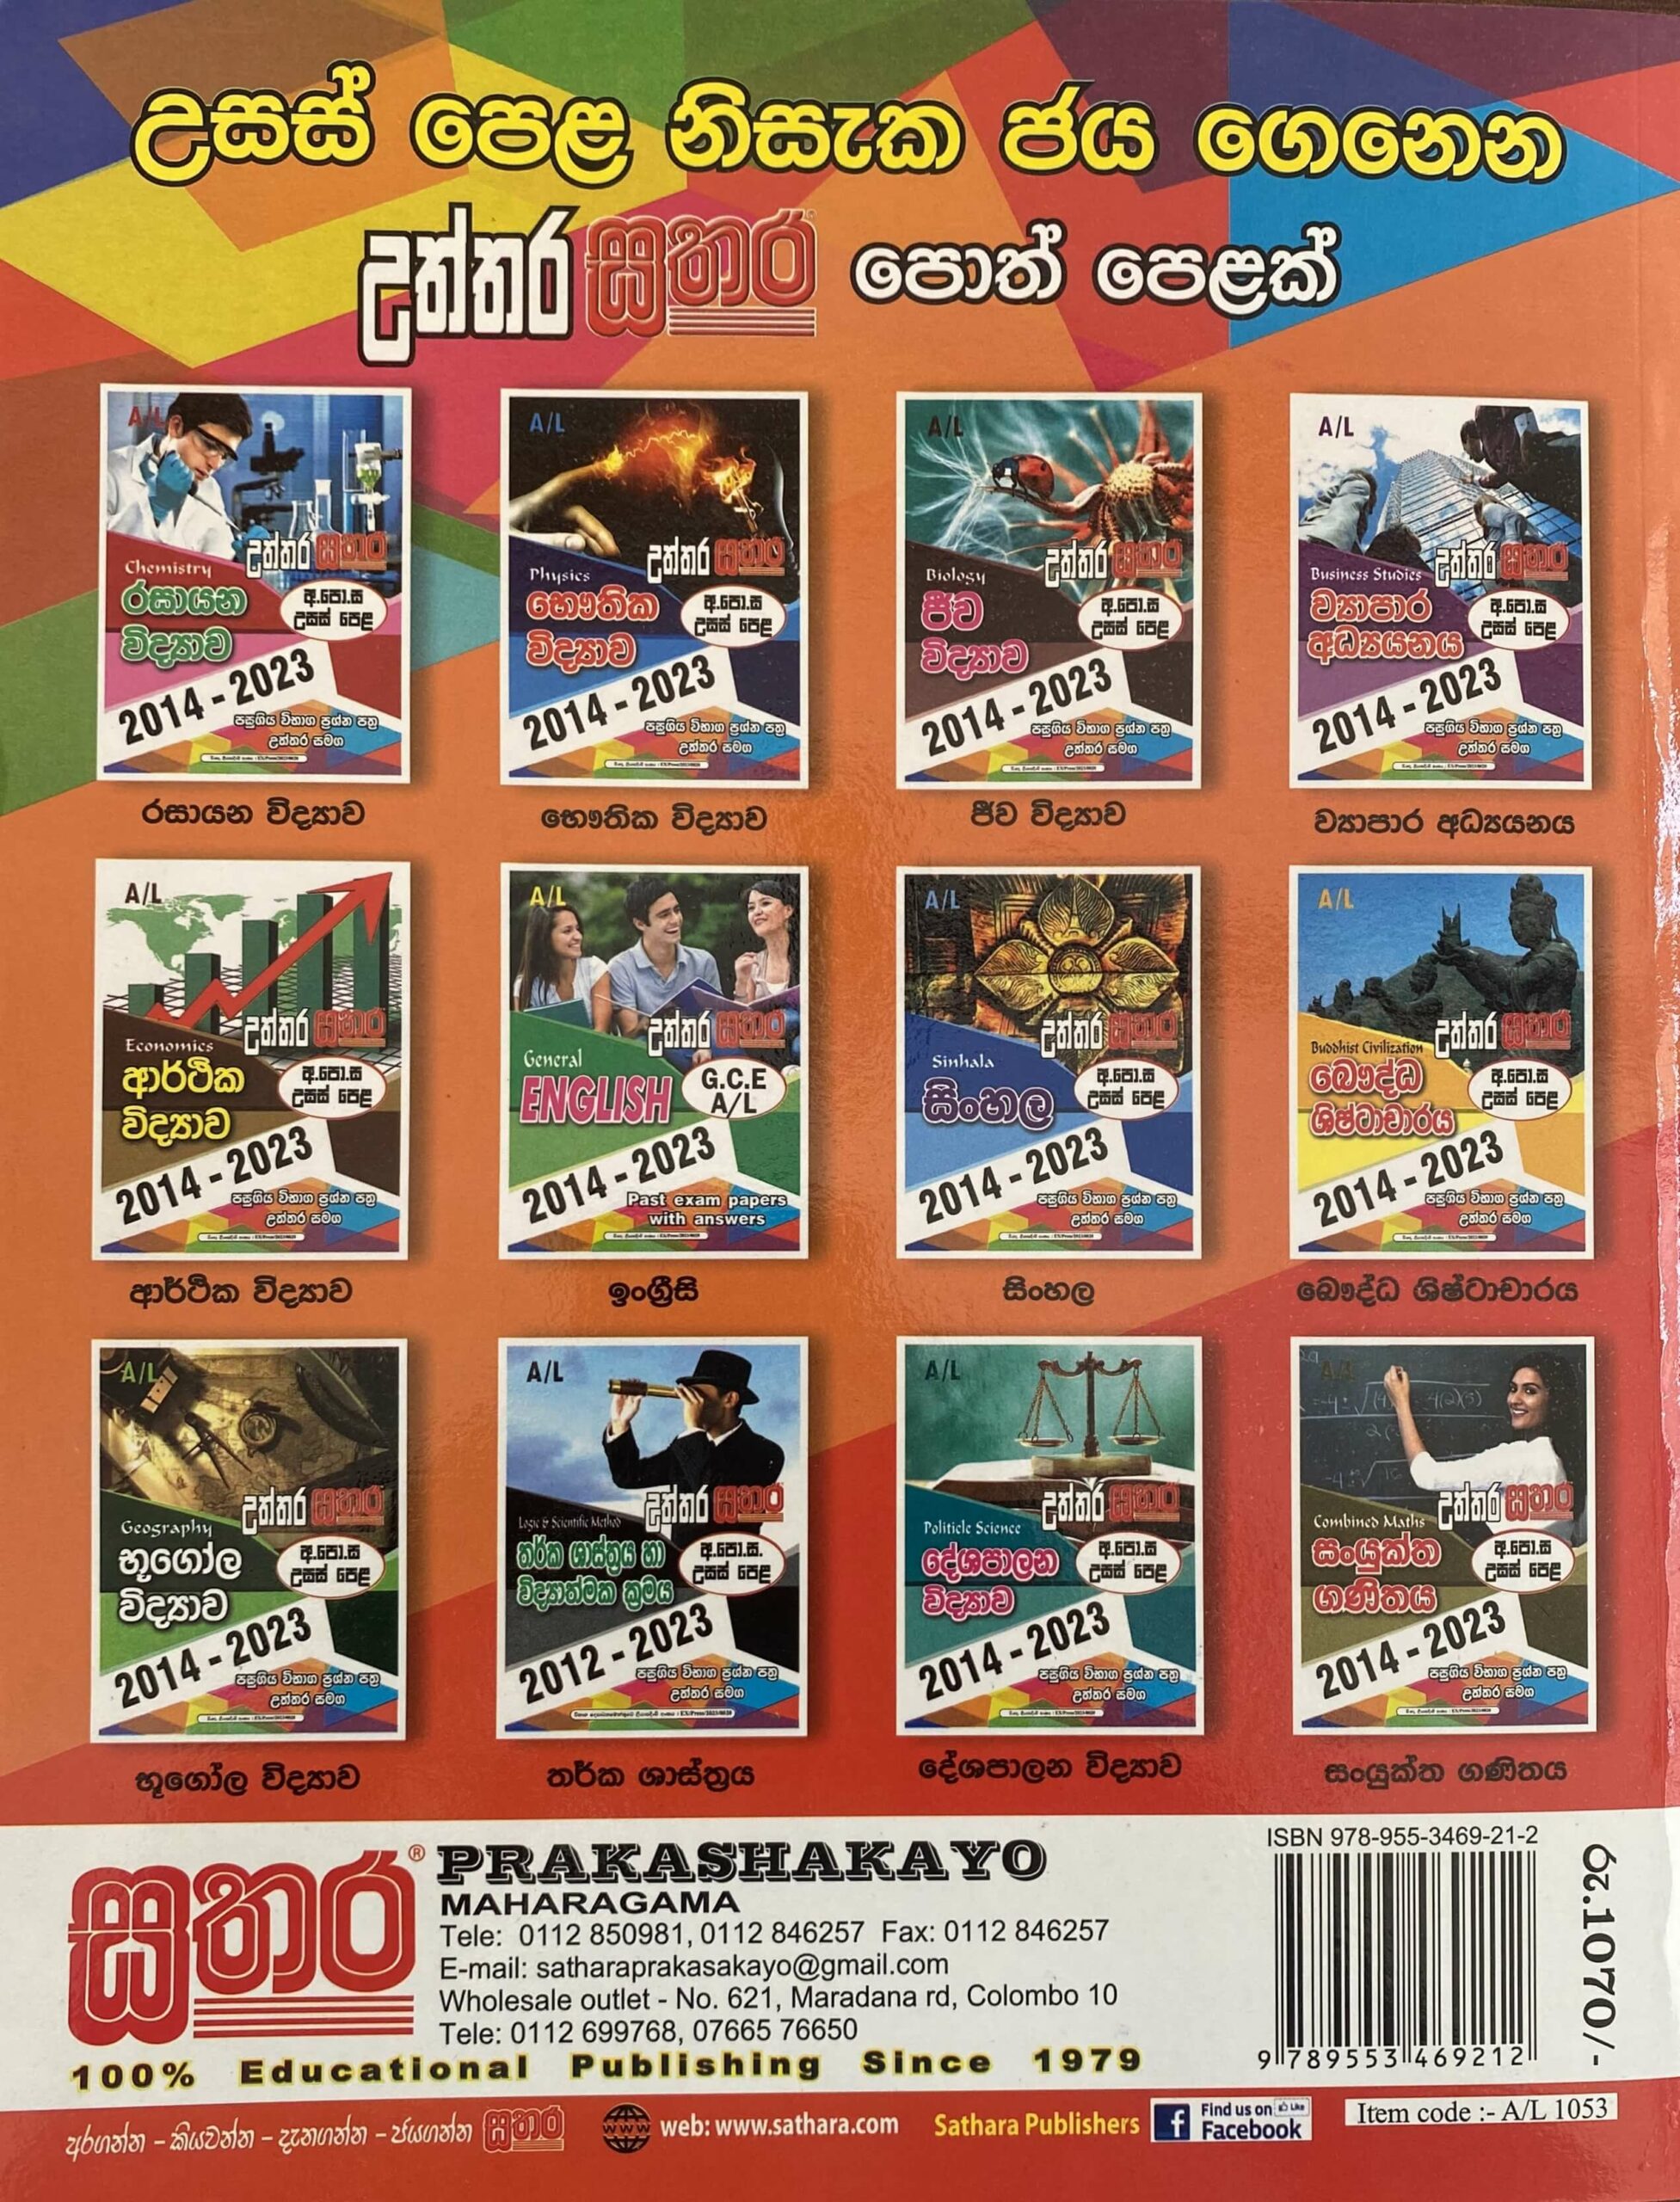 උසස් පෙළ නිසැක ජය ගෙනෙන
උත්තර සතර පොත් පෙළක්
A/L
උත්තර සතර
Chemistry
රසායන
විද්‍යාව
අ.පො.ස
උසස් පෙළ
2014 - 2023
පසුගිය විභාග ප්‍රශ්න පත්‍ර
උත්තර සමග
රසායන විද්‍යාව
A/L
උත්තර සතර
Physics
භෞතික
විද්‍යාව
අ.පො.ස
උසස් පෙළ
2014 - 2023
පසුගිය විභාග ප්‍රශ්න පත්‍ර
උත්තර සමග
භෞතික විද්‍යාව
A/L
උත්තර සතර
Biology
ජීව
විද්‍යාව
අ.පො.ස
උසස් පෙළ
2014 - 2023
පසුගිය විභාග ප්‍රශ්න පත්‍ර
උත්තර සමග
ජීව විද්‍යාව
A/L
උත්තර සතර
Business Studies
ව්‍යාපාර
අධ්‍යයනය
අ.පො.ස
උසස් පෙළ
2014 - 2023
පසුගිය විභාග ප්‍රශ්න පත්‍ර
උත්තර සමග
ව්‍යාපාර අධ්‍යයනය
A/L
උත්තර සතර
Economics
ආර්ථික
විද්‍යාව
අ.පො.ස
උසස් පෙළ
2014 - 2023
පසුගිය විභාග ප්‍රශ්න පත්‍ර
උත්තර සමග
ආර්ථික විද්‍යාව
A/L
උත්තර සතර
General
ENGLISH
G.C.E
A/L
2014 - 2023
Past exam papers
with answers
ඉංග්‍රීසි
A/L
උත්තර සතර
Sinhala
සිංහල
අ.පො.ස
උසස් පෙළ
2014 - 2023
පසුගිය විභාග ප්‍රශ්න පත්‍ර
උත්තර සමග
සිංහල
A/L
උත්තර සතර
Buddhist Civilization
බෞද්ධ
ශිෂ්ටාචාරය
අ.පො.ස
උසස් පෙළ
2014 - 2023
පසුගිය විභාග ප්‍රශ්න පත්‍ර
උත්තර සමග
බෞද්ධ ශිෂ්ටාචාරය
A/L
උත්තර සතර
Geography
භූගෝල
විද්‍යාව
අ.පො.ස
උසස් පෙළ
2014 - 2023
පසුගිය විභාග ප්‍රශ්න පත්‍ර
උත්තර සමග
භූගෝල විද්‍යාව
A/L
උත්තර සතර
Logic & Scientific Method
තර්ක ශාස්ත්‍රය හා
විද්‍යාත්මක ක්‍රමය
අ.පො.ස.
උසස් පෙළ
2012 - 2023
පසුගිය විභාග ප්‍රශ්න පත්‍ර
උත්තර සමග
තර්ක ශාස්ත්‍රය
A/L
උත්තර සතර
Politicle Science
දේශපාලන
විද්‍යාව
අ.පො.ස
උසස් පෙළ
2014 - 2023
පසුගිය විභාග ප්‍රශ්න පත්‍ර
උත්තර සමග
දේශපාලන විද්‍යාව
A/L
උත්තර සතර
Combined Maths
සංයුක්ත
ගණිතය
අ.පො.ස
උසස් පෙළ
2014 - 2023
පසුගිය විභාග ප්‍රශ්න පත්‍ර
උත්තර සමග
සංයුක්ත ගණිතය
සතර®
PRAKASHAKAYO
MAHARAGAMA
Tele: 0112 850981, 0112 846257 Fax: 0112 846257
E-mail: satharaprakasakayo@gmail.com
Wholesale outlet - No. 621, Maradana rd, Colombo 10
Tele: 0112 699768, 07665 76650
100% Educational Publishing Since 1979
ISBN 978-955-3469-21-2
9 789553 469212
රු.1070/-
අරගන්න – කියවන්න – දැනගන්න – ජයගන්න සතර
www web: www.sathara.com
Sathara Publishers
f Find us on Like
Facebook
Item code :- A/L 1053